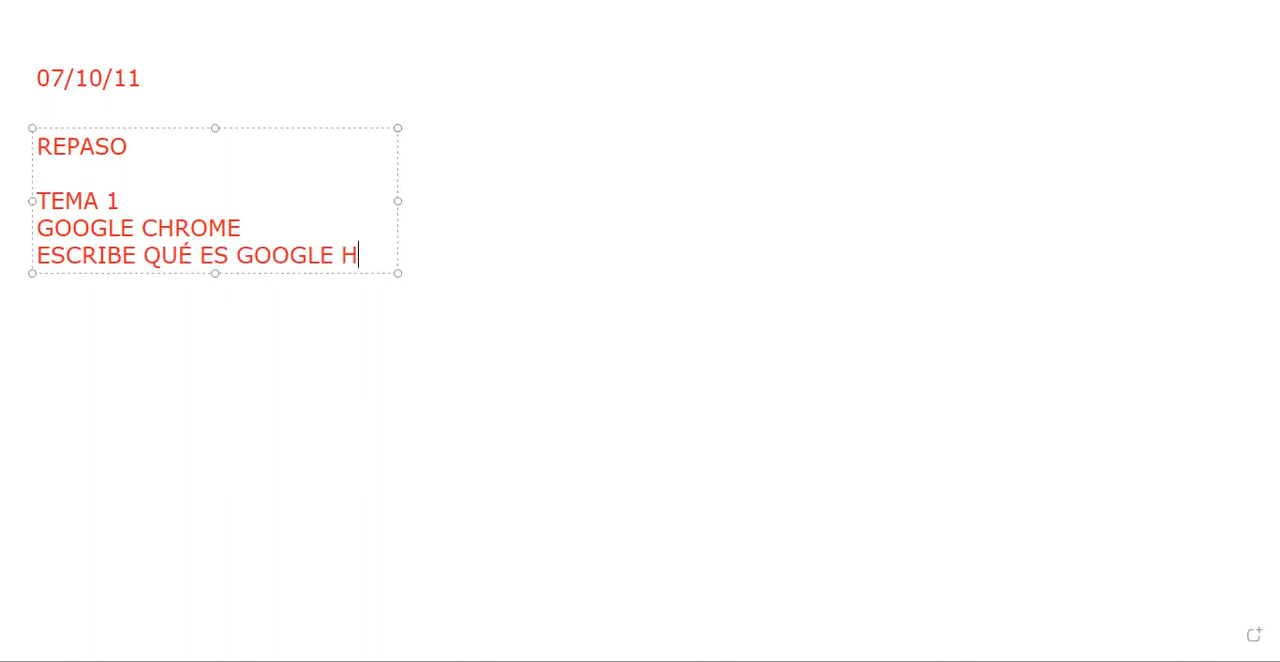 07/10/11
REPASO
TEMA 1
GOOGLE CHROME
ESCRIBE QUÉ ES GOOGLE H